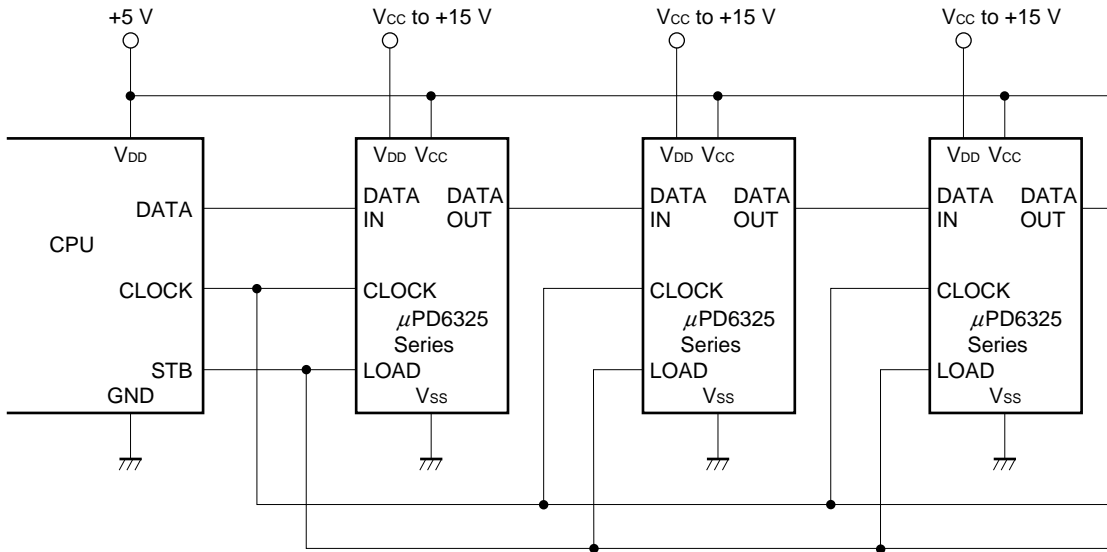 +5 V
VCC to +15 V
VCC to +15 V
VCC to +15 V
VDD
DATA
CPU
CLOCK
STB
GND
VDD VCC
DATA IN
DATA OUT
CLOCK
μPD6325
Series
LOAD
VSS
VDD VCC
DATA IN
DATA OUT
CLOCK
μPD6325
Series
LOAD
VSS
VDD VCC
DATA IN
DATA OUT
CLOCK
μPD6325
Series
LOAD
VSS